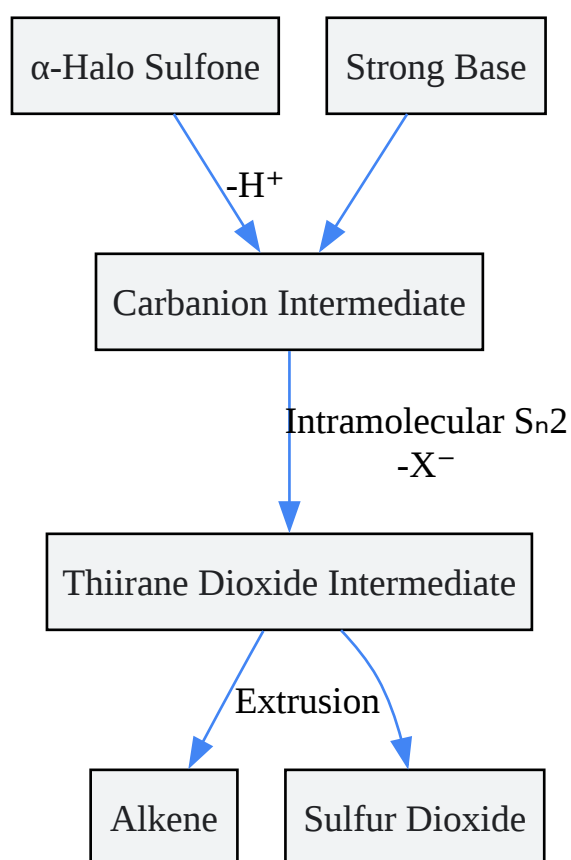 α-Halo Sulfone
Strong Base
-H⁺
Carbanion Intermediate
Intramolecular Sₙ2
-X⁻
Thiirane Dioxide Intermediate
Extrusion
Alkene
Sulfur Dioxide